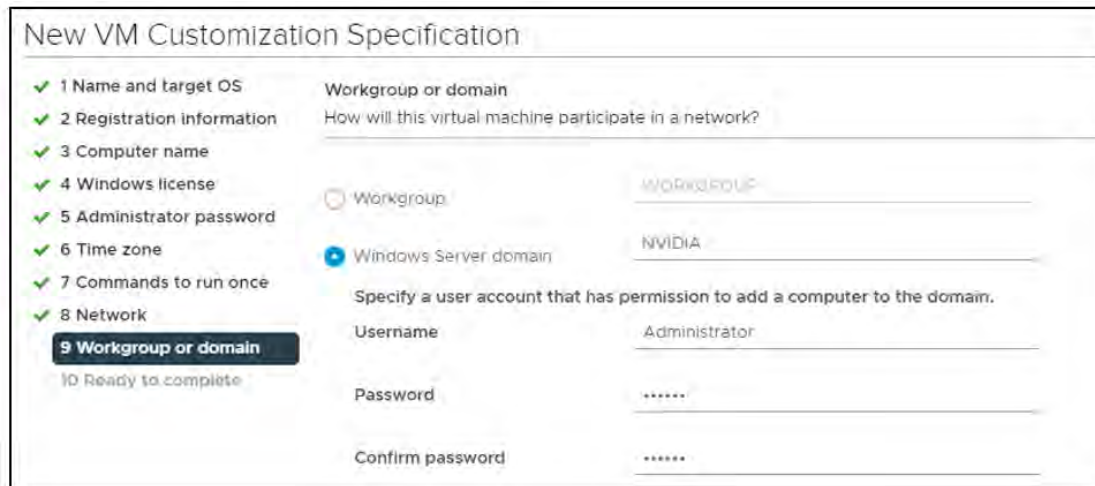 New VM Customization Specification
1 Name and target OS
2 Registration information
3 Computer name
4 Windows license
5 Administrator password
6 Time zone
7 Commands to run once
8 Network
9 Workgroup or domain
10 Ready to complete
Workgroup or domain
How will this virtual machine participate in a network?
Workgroup
WORKGROUP
Windows Server domain
NVIDIA
Specify a user account that has permission to add a computer to the domain.
Username
Administrator
Password
••••••
Confirm password
••••••